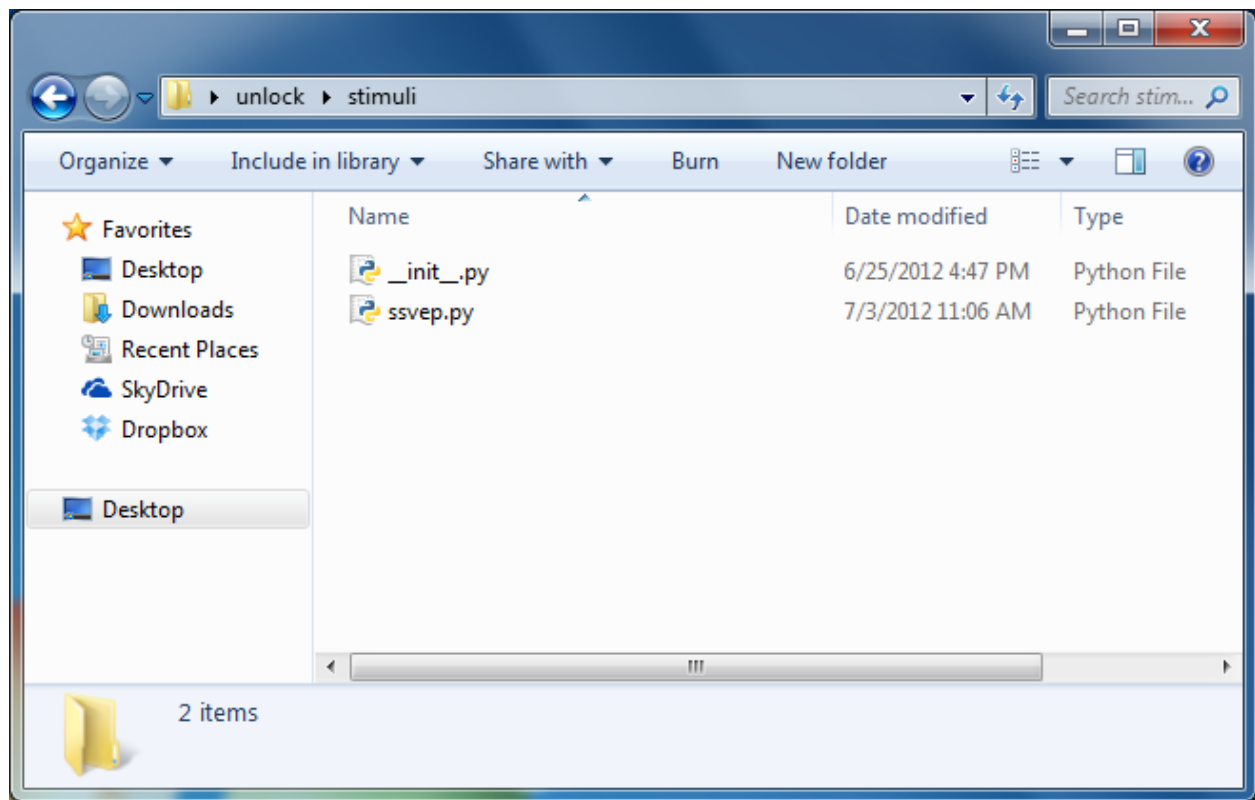 unlock stimuli
Search stim...
Organize Include in library Share with Burn New folder
Favorites
Desktop
Downloads
Recent Places
SkyDrive
Dropbox
Desktop
Name Date modified Type
__init__.py 6/25/2012 4:47 PM Python File
ssvep.py 7/3/2012 11:06 AM Python File
2 items